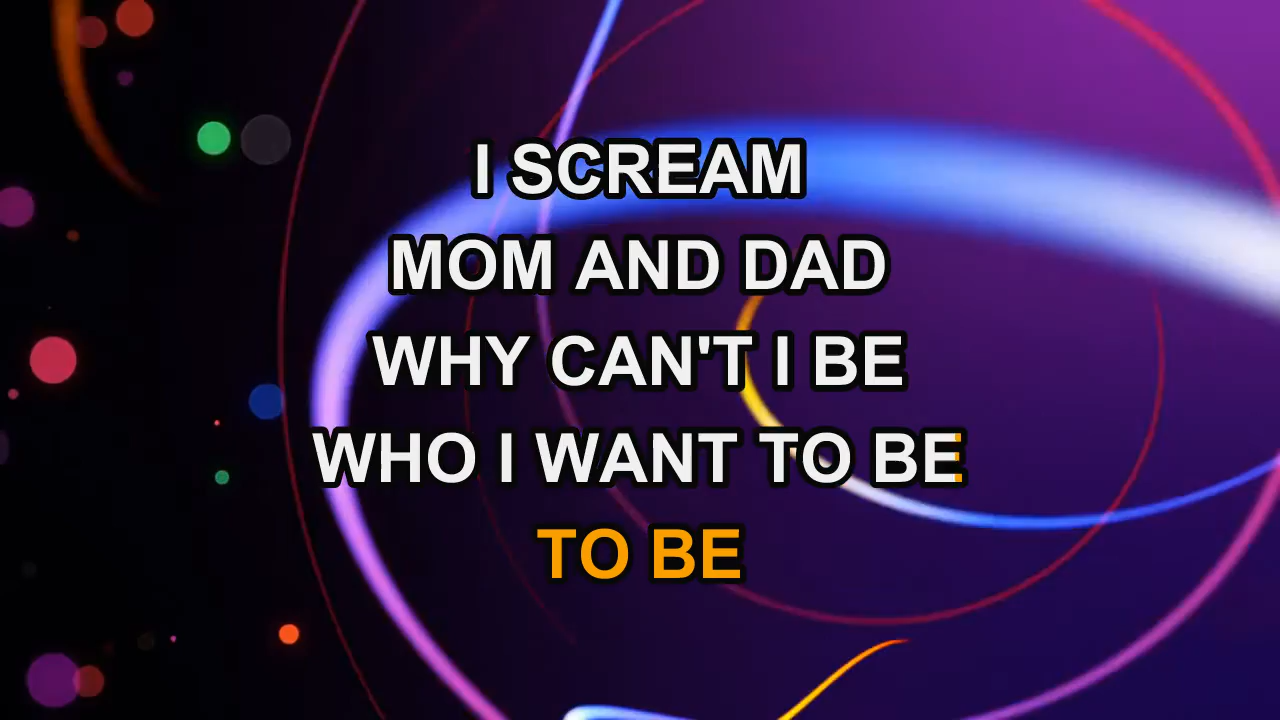 I SCREAM
MOM AND DAD
WHY CAN'T I BE
WHO I WANT TO BE
TO BE